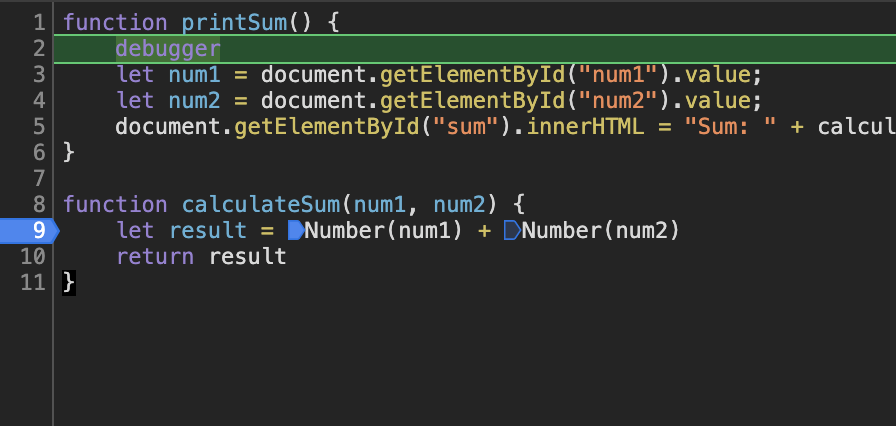 1 function printSum() {
2 debugger
3 let num1 = document.getElementById("num1").value;
4 let num2 = document.getElementById("num2").value;
5 document.getElementById("sum").innerHTML = "Sum: " + calcul
6 }
7
8 function calculateSum(num1, num2) {
9 let result = Number(num1) + Number(num2)
10 return result
11 }